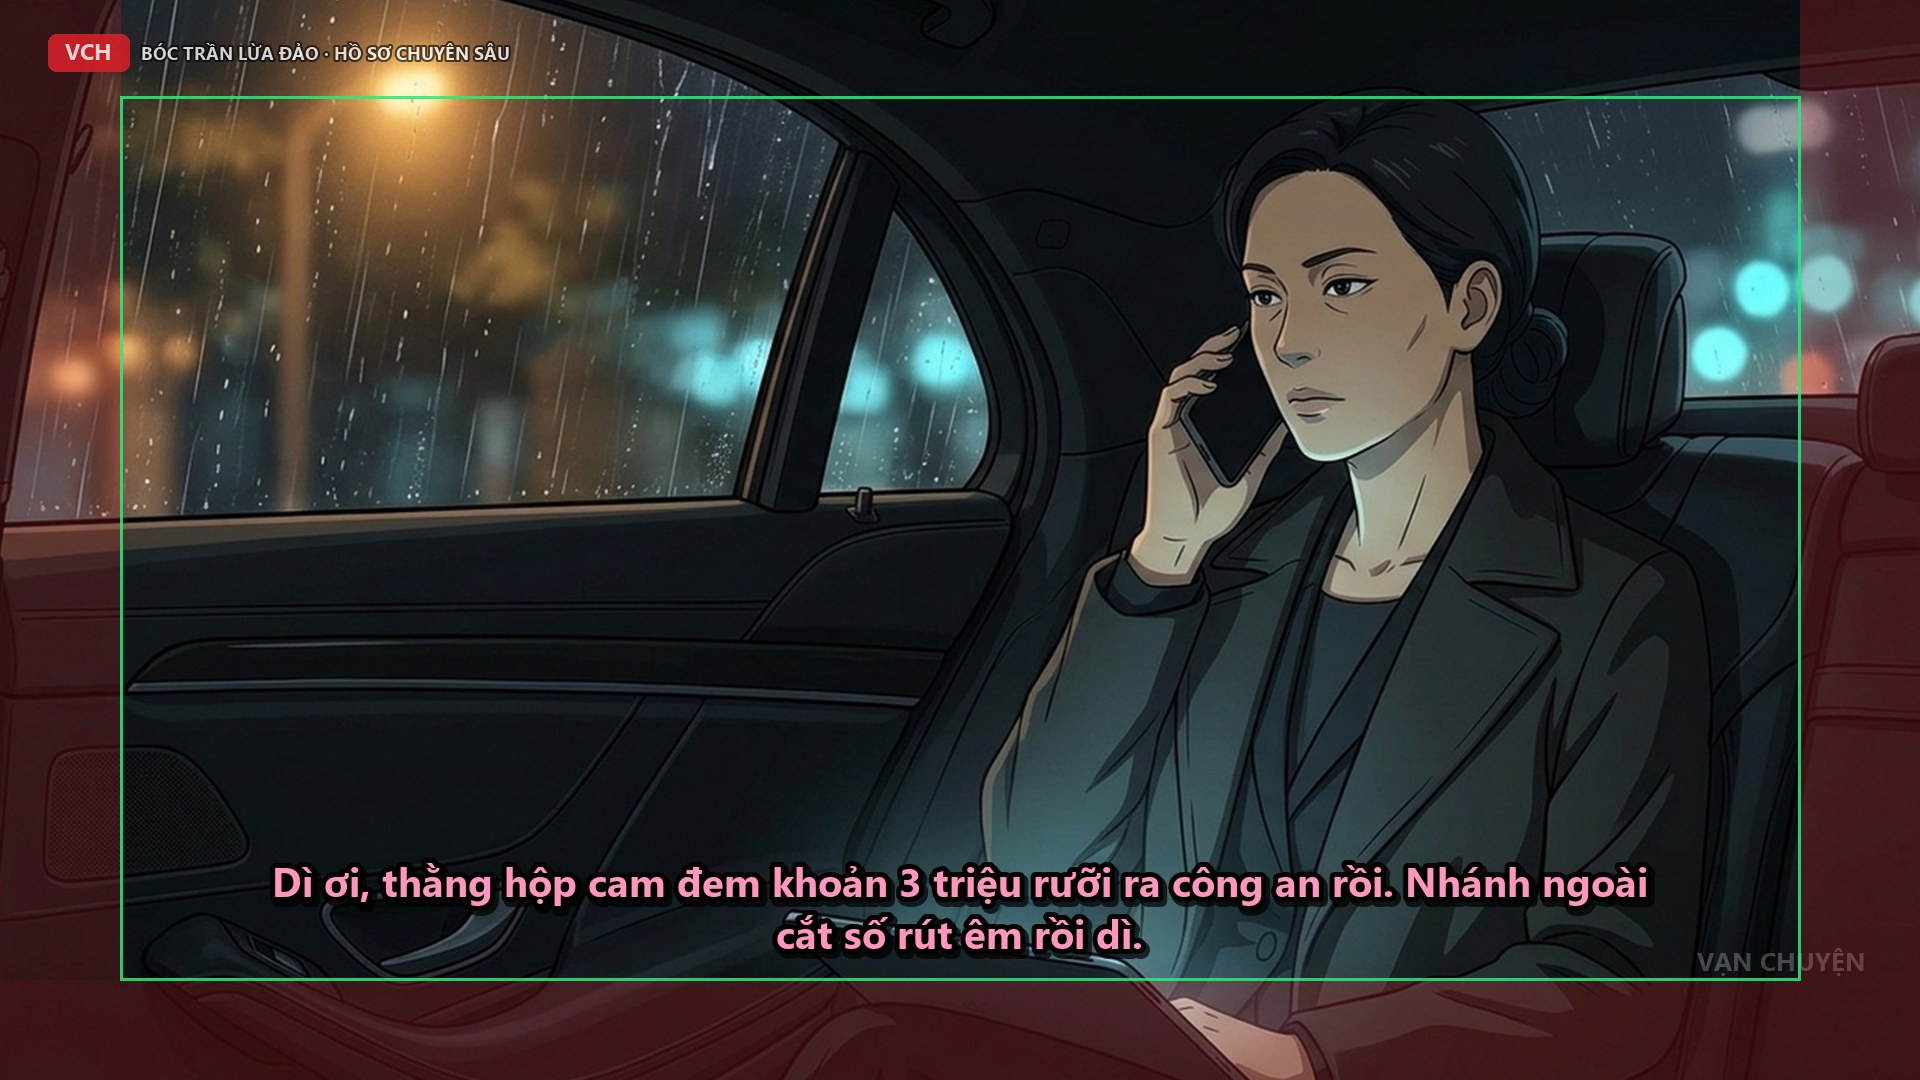 VCH BÓC TRẦN LỪA ĐẢO · HỒ SƠ CHUYÊN SÂU
Dì ơi, thằng hộp cam đem khoản 3 triệu rưỡi ra công an rồi. Nhánh ngoài
cắt số rút êm rồi dì.
VẠN CHUYỆN